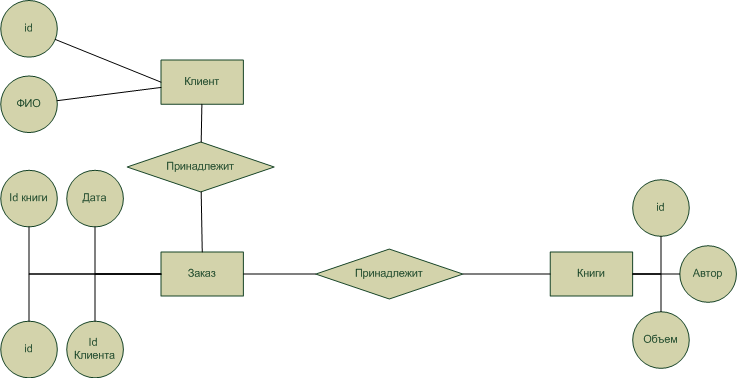 id
Клиент
ФИО
Принадлежит
Id книги
Дата
id
Заказ
Принадлежит
Книги
Автор
id
Id
Клиента
Объем